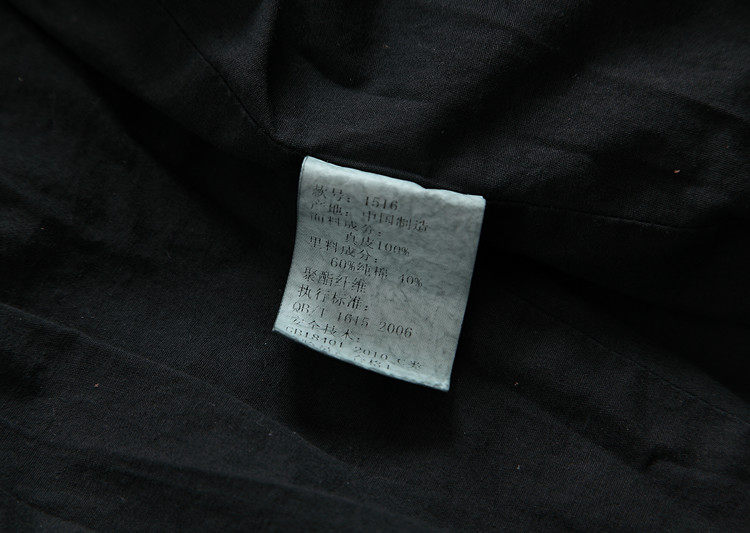 款号: 1516
产地: 中国制造
面料成分:
真皮100%
里料成分:
60%纯棉 40%
聚酯纤维
执行标准:
QB/T 1615 2006
安全技术:
GB18401 2010 C类